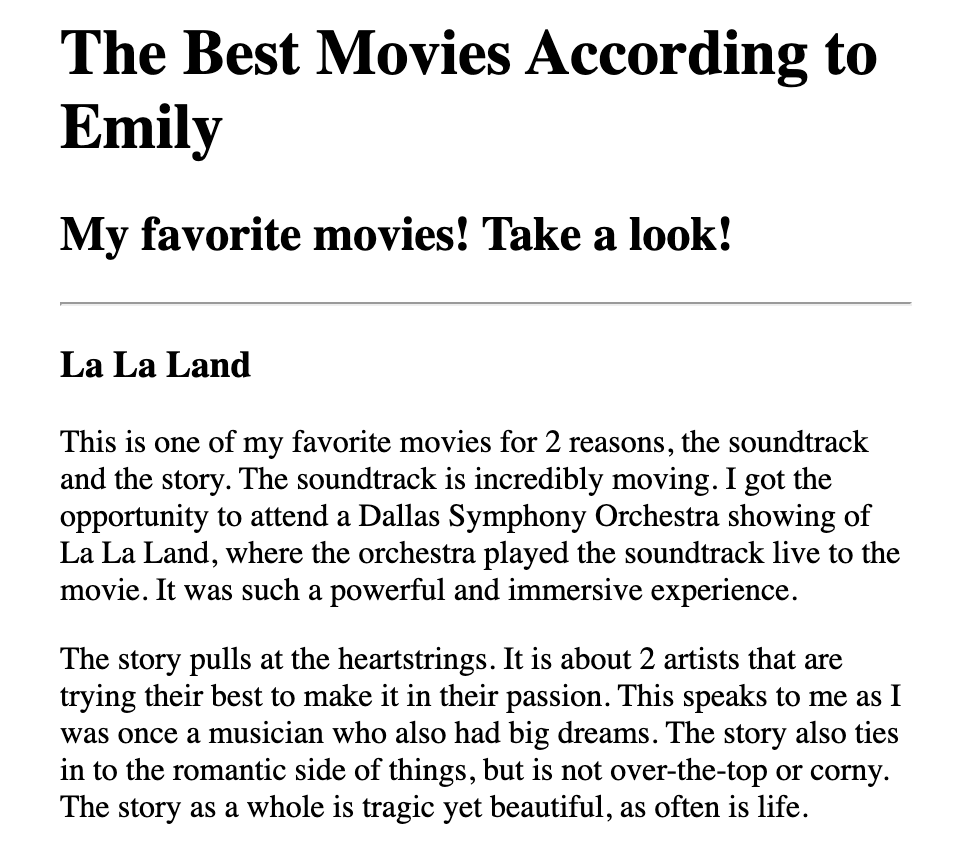 The Best Movies According to
Emily
My favorite movies! Take a look!
La La Land
This is one of my favorite movies for 2 reasons, the soundtrack
and the story. The soundtrack is incredibly moving. I got the
opportunity to attend a Dallas Symphony Orchestra showing of
La La Land, where the orchestra played the soundtrack live to the
movie. It was such a powerful and immersive experience.
The story pulls at the heartstrings. It is about 2 artists that are
trying their best to make it in their passion. This speaks to me as I
was once a musician who also had big dreams. The story also ties
in to the romantic side of things, but is not over-the-top or corny.
The story as a whole is tragic yet beautiful, as often is life.